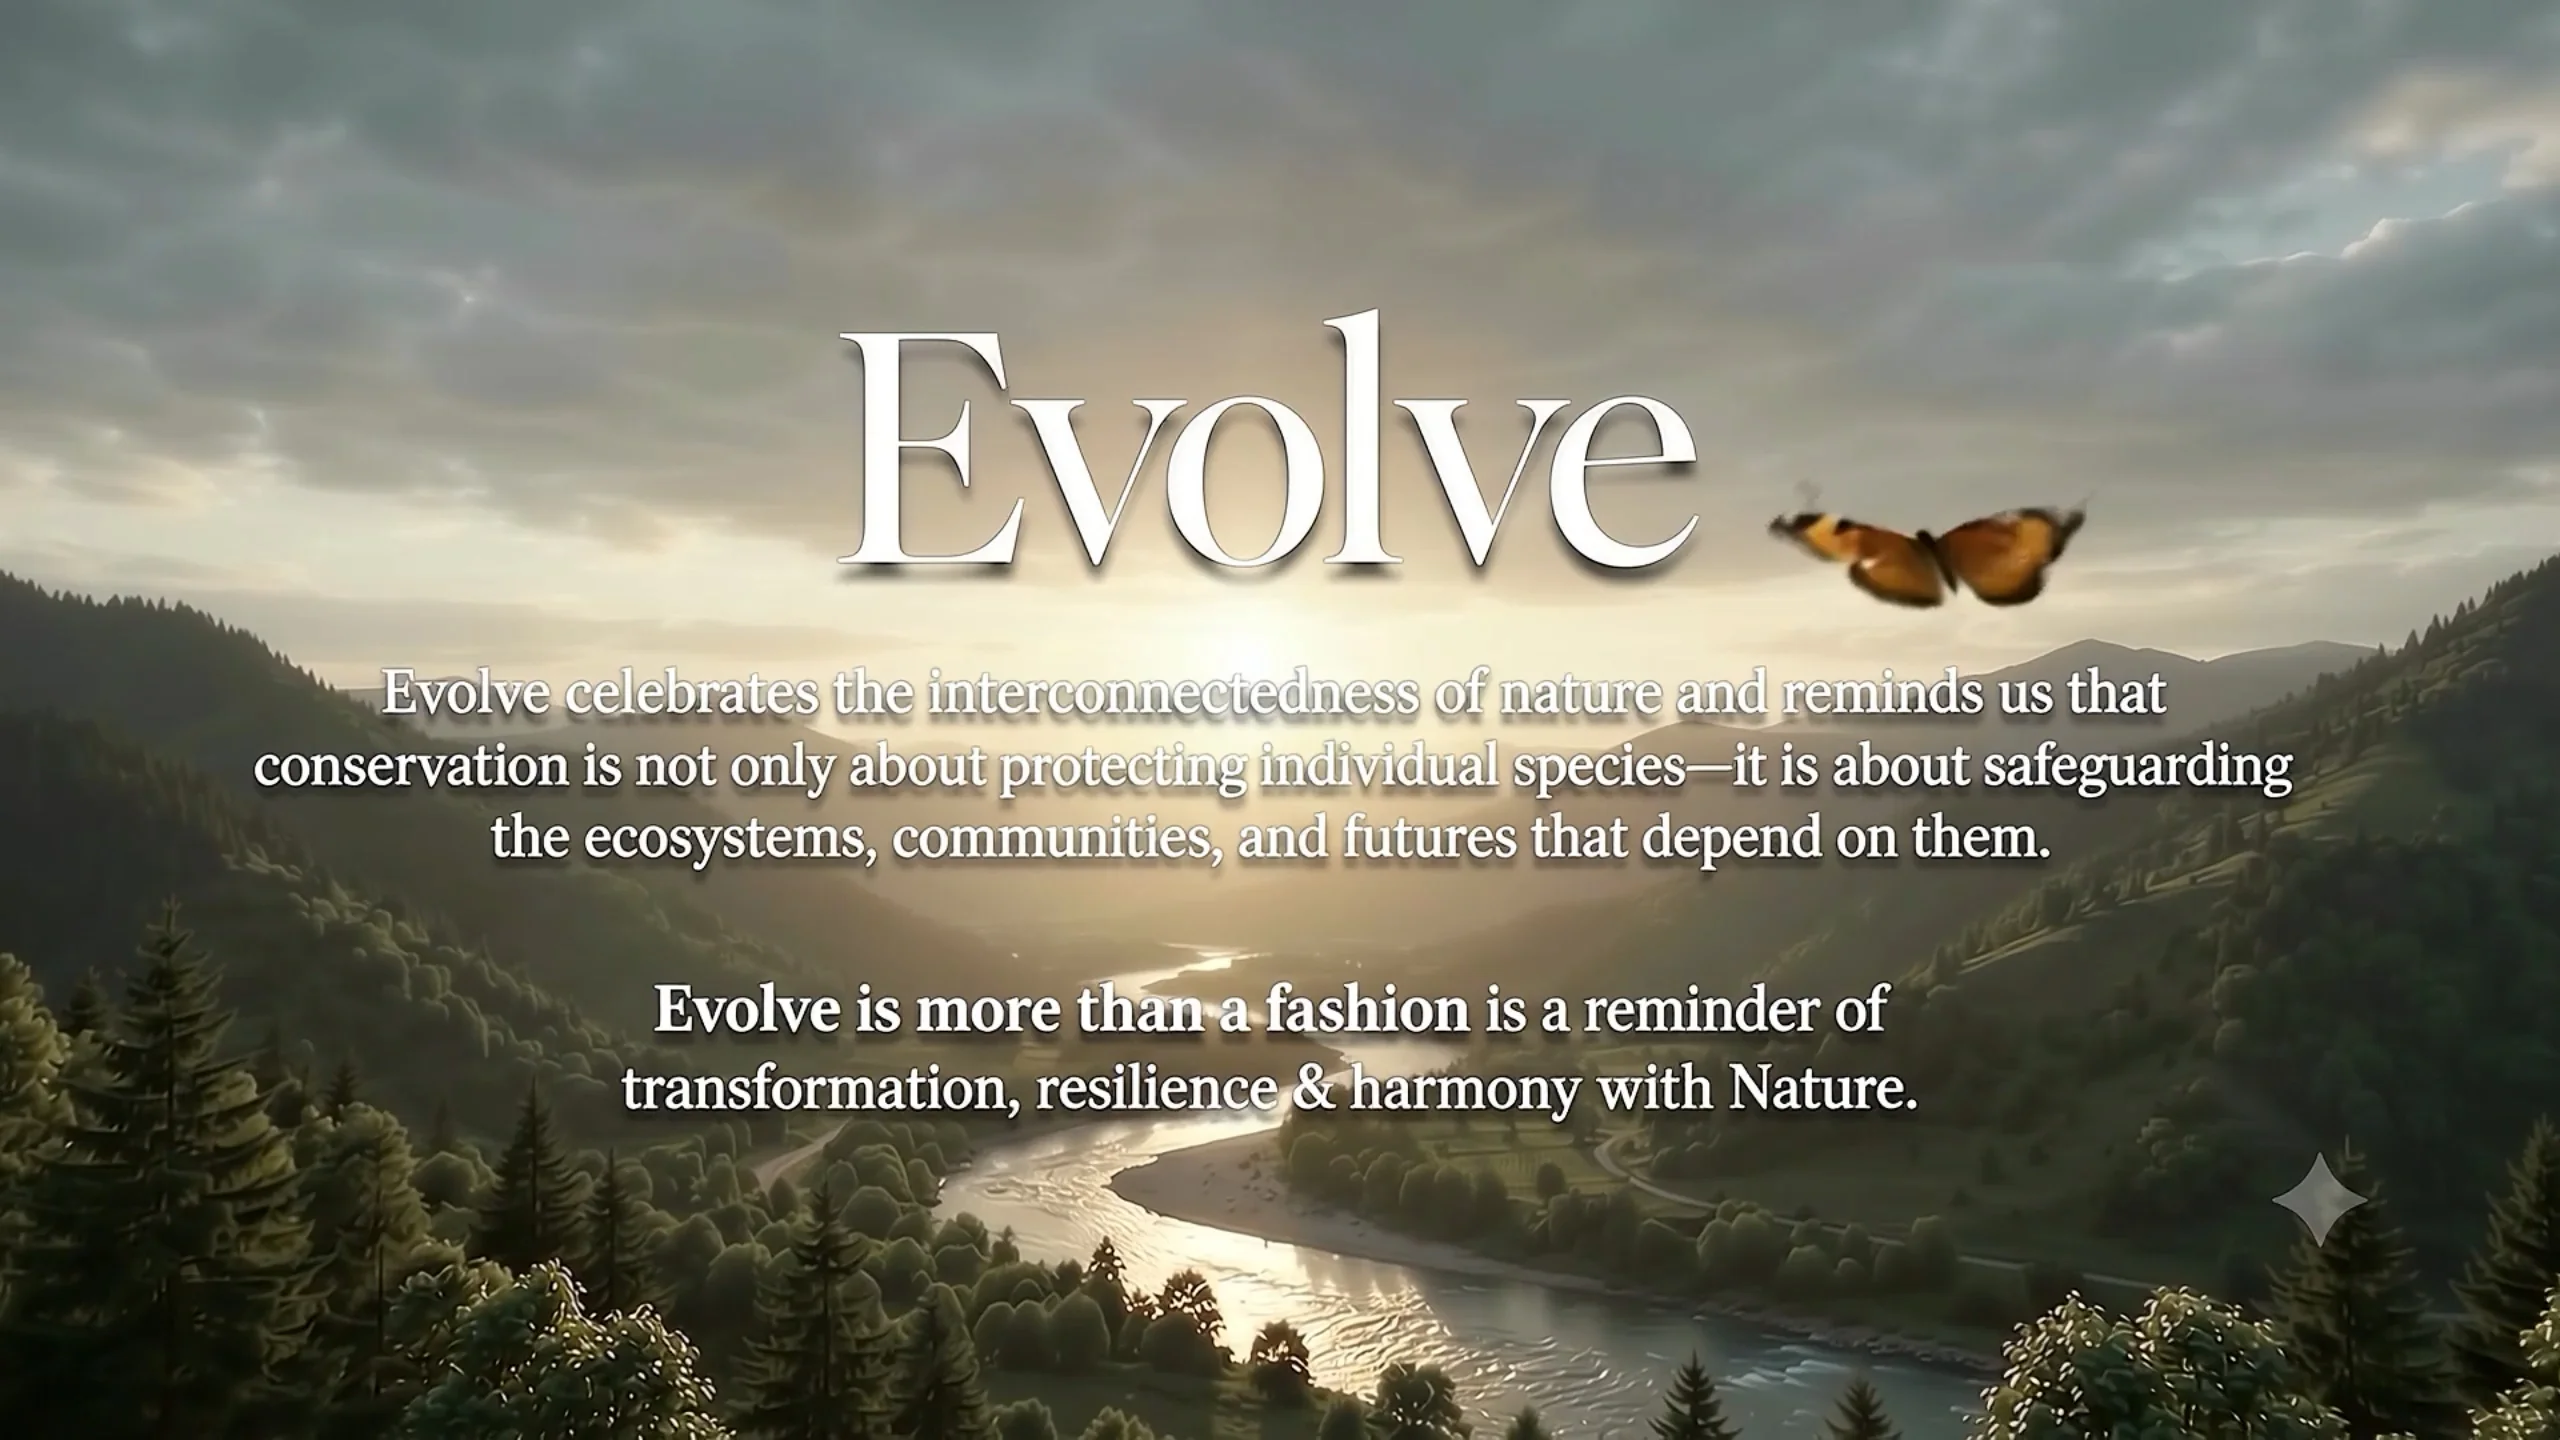 Evolve
Evolve celebrates the interconnectedness of nature and reminds us that
conservation is not only about protecting individual species—it is about safeguarding
the ecosystems, communities, and futures that depend on them.
Evolve is more than a fashion is a reminder of
transformation, resilience & harmony with Nature.